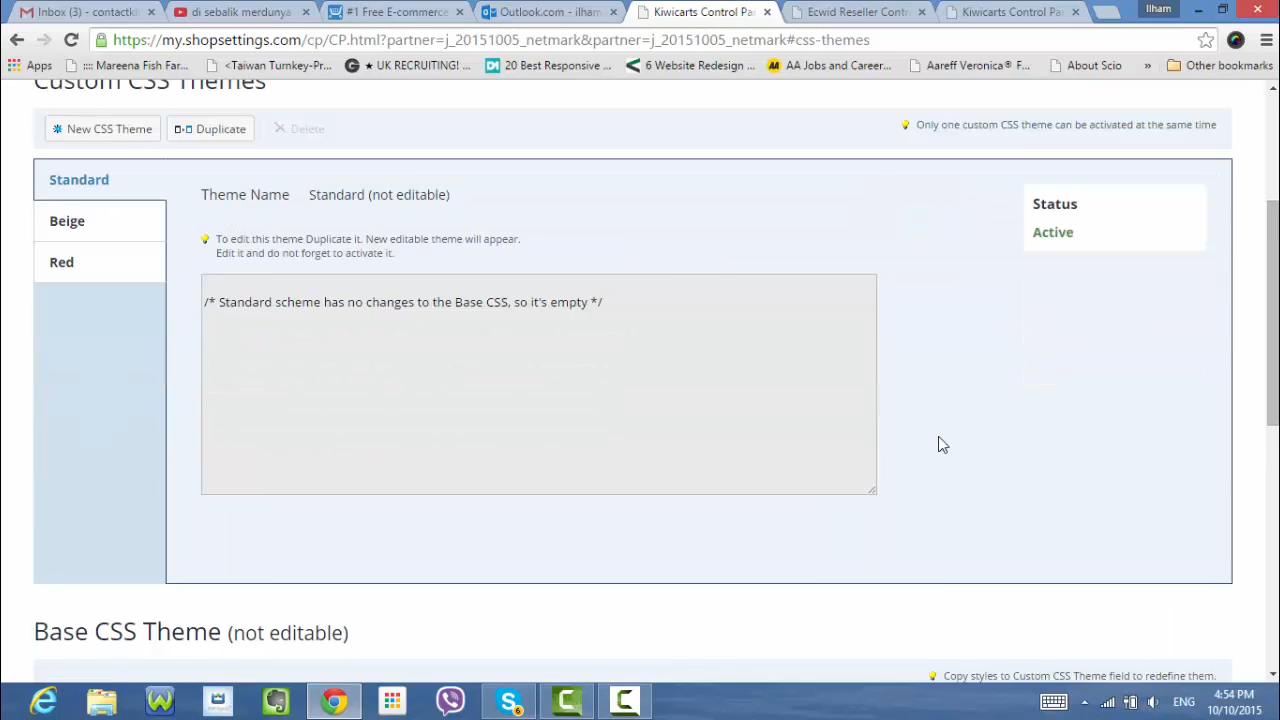 Inbox (3) - contactki
di sebalik merdunya
#1 Free E-commerce
Outlook.com - ilham
Kiwicarts Control Pa
Ecwid Reseller Contr
Kiwicarts Control Pa
Ilham
https://my.shopsettings.com/cp/CP.html?partner=j_20151005_netmark&partner=j_20151005_netmark#css-themes
Apps
:::: Mareena Fish Far...
<Taiwan Turnkey-Pr...
★ UK RECRUITING! ...
20 Best Responsive ...
6 Website Redesign ...
AA Jobs and Career...
Aareff Veronica® F...
About Scio
»
Other bookmarks
Custom CSS Themes
New CSS Theme
Duplicate
Delete
Only one custom CSS theme can be activated at the same time
Standard
Beige
Red
Theme Name Standard (not editable)
To edit this theme Duplicate it. New editable theme will appear.
Edit it and do not forget to activate it.
/* Standard scheme has no changes to the Base CSS, so it's empty */
Status
Active
Base CSS Theme (not editable)
Copy styles to Custom CSS Theme field to redefine them.
ENG
4:54 PM
10/10/2015